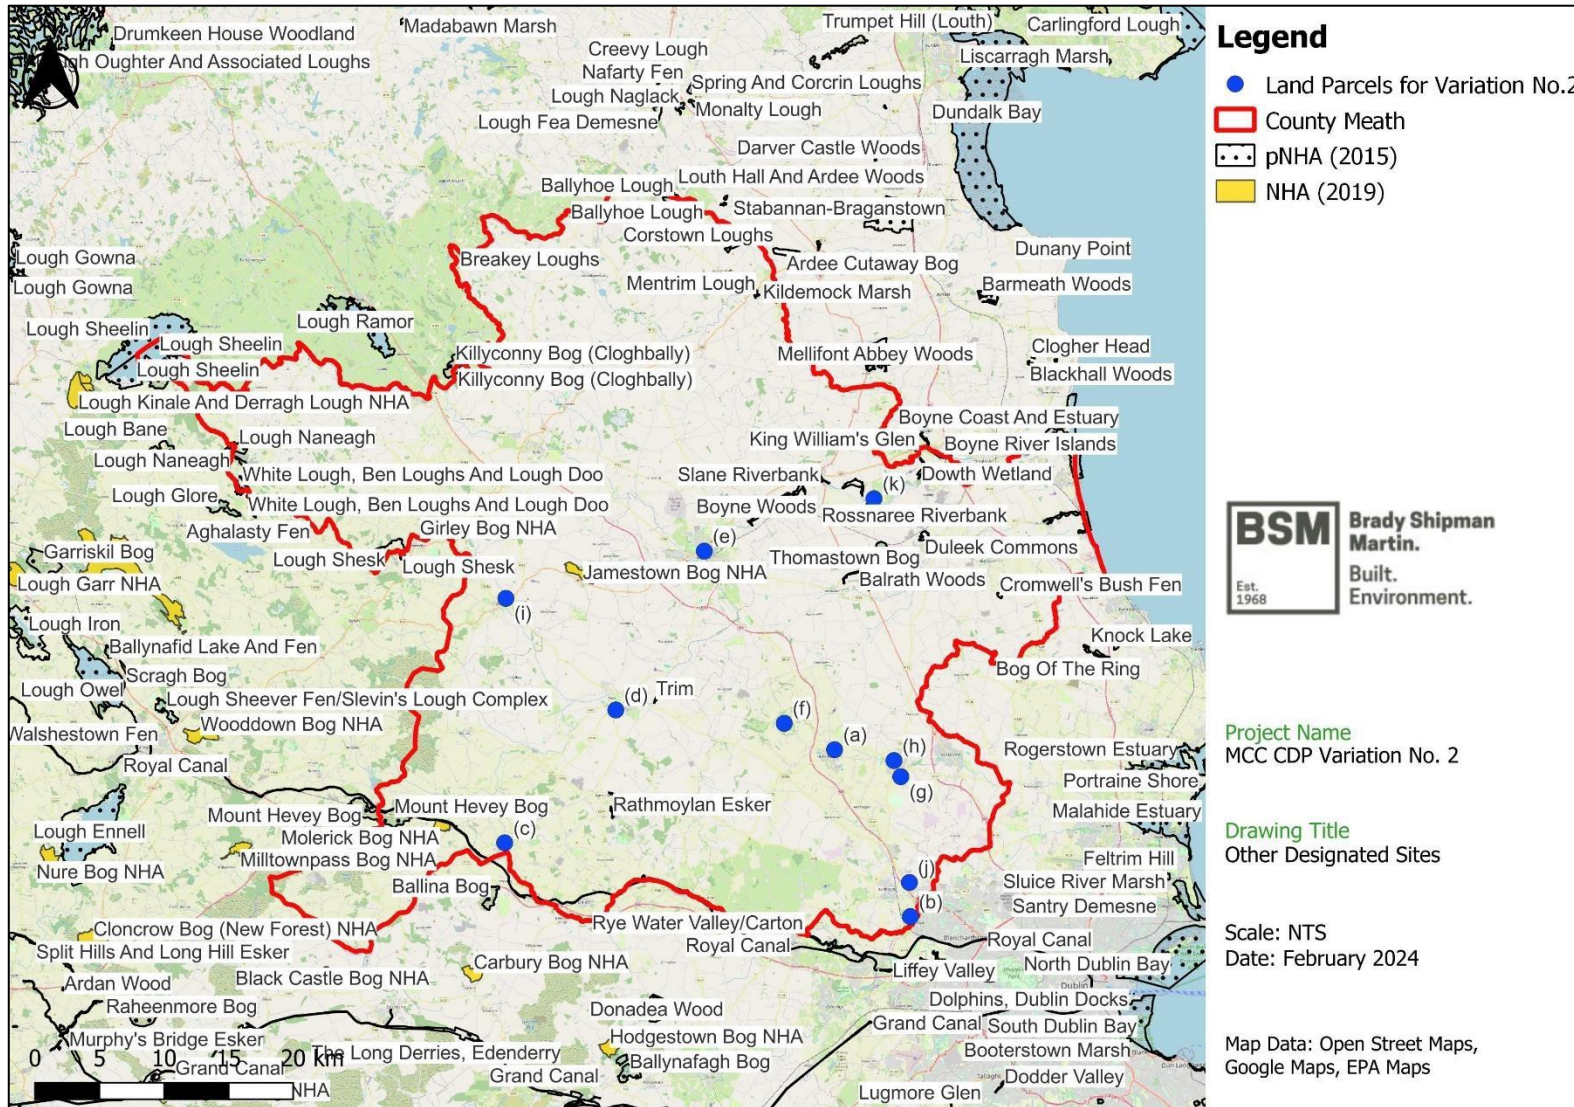 Drumkeen House Woodland
Oughter And Associated Loughs
Madabawn Marsh
Trumpet Hill (Louth)
Carlingford Lough
Creevy Lough
Liscarragh Marsh
Nafarty Fen
Spring And Corcrin Loughs
Lough Naglack
Monalty Lough
Lough Fea Demesne
Dundalk Bay
Darver Castle Woods
Louth Hall And Ardee Woods
Ballyhoe Lough
Ballyhoe Lough
Stabannan-Braganstown
Corstown Loughs
Dunany Point
Lough Gowna
Breakey Loughs
Ardee Cutaway Bog
Lough Gowna
Mentrim Lough
Kildemock Marsh
Barmeath Woods
Lough Ramor
Lough Sheelin
Lough Sheelin
Lough Sheelin
Killyconny Bog (Cloghbally)
Killyconny Bog (Cloghbally)
Mellifont Abbey Woods
Clogher Head
Blackhall Woods
Lough Kinale And Derragh Lough NHA
Boyne Coast And Estuary
Lough Bane
Lough Naneagh
King William's Glen
Boyne River Islands
Lough Naneagh
White Lough, Ben Loughs And Lough Doo
Slane Riverbank
Dowth Wetland
(k)
Lough Glore
White Lough, Ben Loughs And Lough Doo
Boyne Woods
Rossnaree Riverbank
Aghalasty Fen
Girley Bog NHA
(e)
Garriskil Bog
Lough Shesk
Lough Shesk
Thomastown Bog
Duleek Commons
Lough Garr NHA
Jamestown Bog NHA
Balrath Woods
Cromwell's Bush Fen
(i)
Lough Iron
Ballynafid Lake And Fen
Knock Lake
Scragh Bog
Bog Of The Ring
Lough Owel
Lough Sheever Fen/Slevin's Lough Complex
(d)
Trim
Wooddown Bog NHA
(f)
Walshestown Fen
(a)
Rogerstown Estuary
Royal Canal
(h)
(g)
Portraine Shore
Mount Hevey Bog
Mount Hevey Bog
Rathmoylan Esker
Malahide Estuary
Lough Ennell
Molerick Bog NHA
(c)
Milltownpass Bog NHA
Nure Bog NHA
Feltrim Hill
Ballina Bog
(j)
Sluice River Marsh
(b)
Santry Demesne
Cloncrow Bog (New Forest) NHA
Rye Water Valley/Carton
Royal Canal
Royal Canal
Split Hills And Long Hill Esker
Carbury Bog NHA
Liffey Valley
North Dublin Bay
Ardan Wood
Black Castle Bog NHA
Raheenmore Bog
Donadea Wood
Dolphins, Dublin Docks
Murphy's Bridge Esker
Hodgestown Bog NHA
Grand Canal
South Dublin Bay
The Long Derries, Edenderry
Ballynafagh Bog
Booterstown Marsh
Grand Canal
Grand Canal
Dodder Valley
NHA
Lugmore Glen
0 5 10 15 20 km
Legend
Land Parcels for Variation No.2
County Meath
pNHA (2015)
NHA (2019)
BSM
Est.
1968
Brady Shipman
Martin.
Built.
Environment.
Project Name
MCC CDP Variation No. 2
Drawing Title
Other Designated Sites
Scale: NTS
Date: February 2024
Map Data: Open Street Maps,
Google Maps, EPA Maps